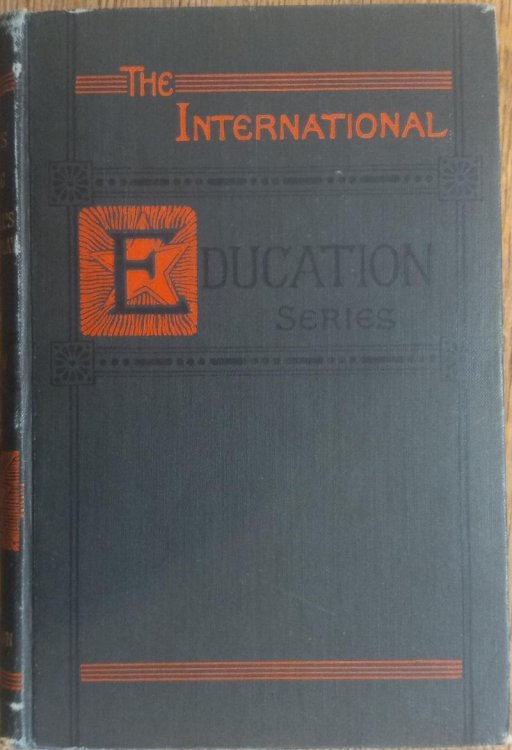 The
International
Education
Series